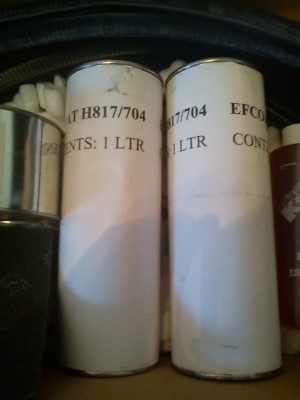 AT H817/704
ENTS: 1 LTR
817/704 EFCO
1 LTR CONT